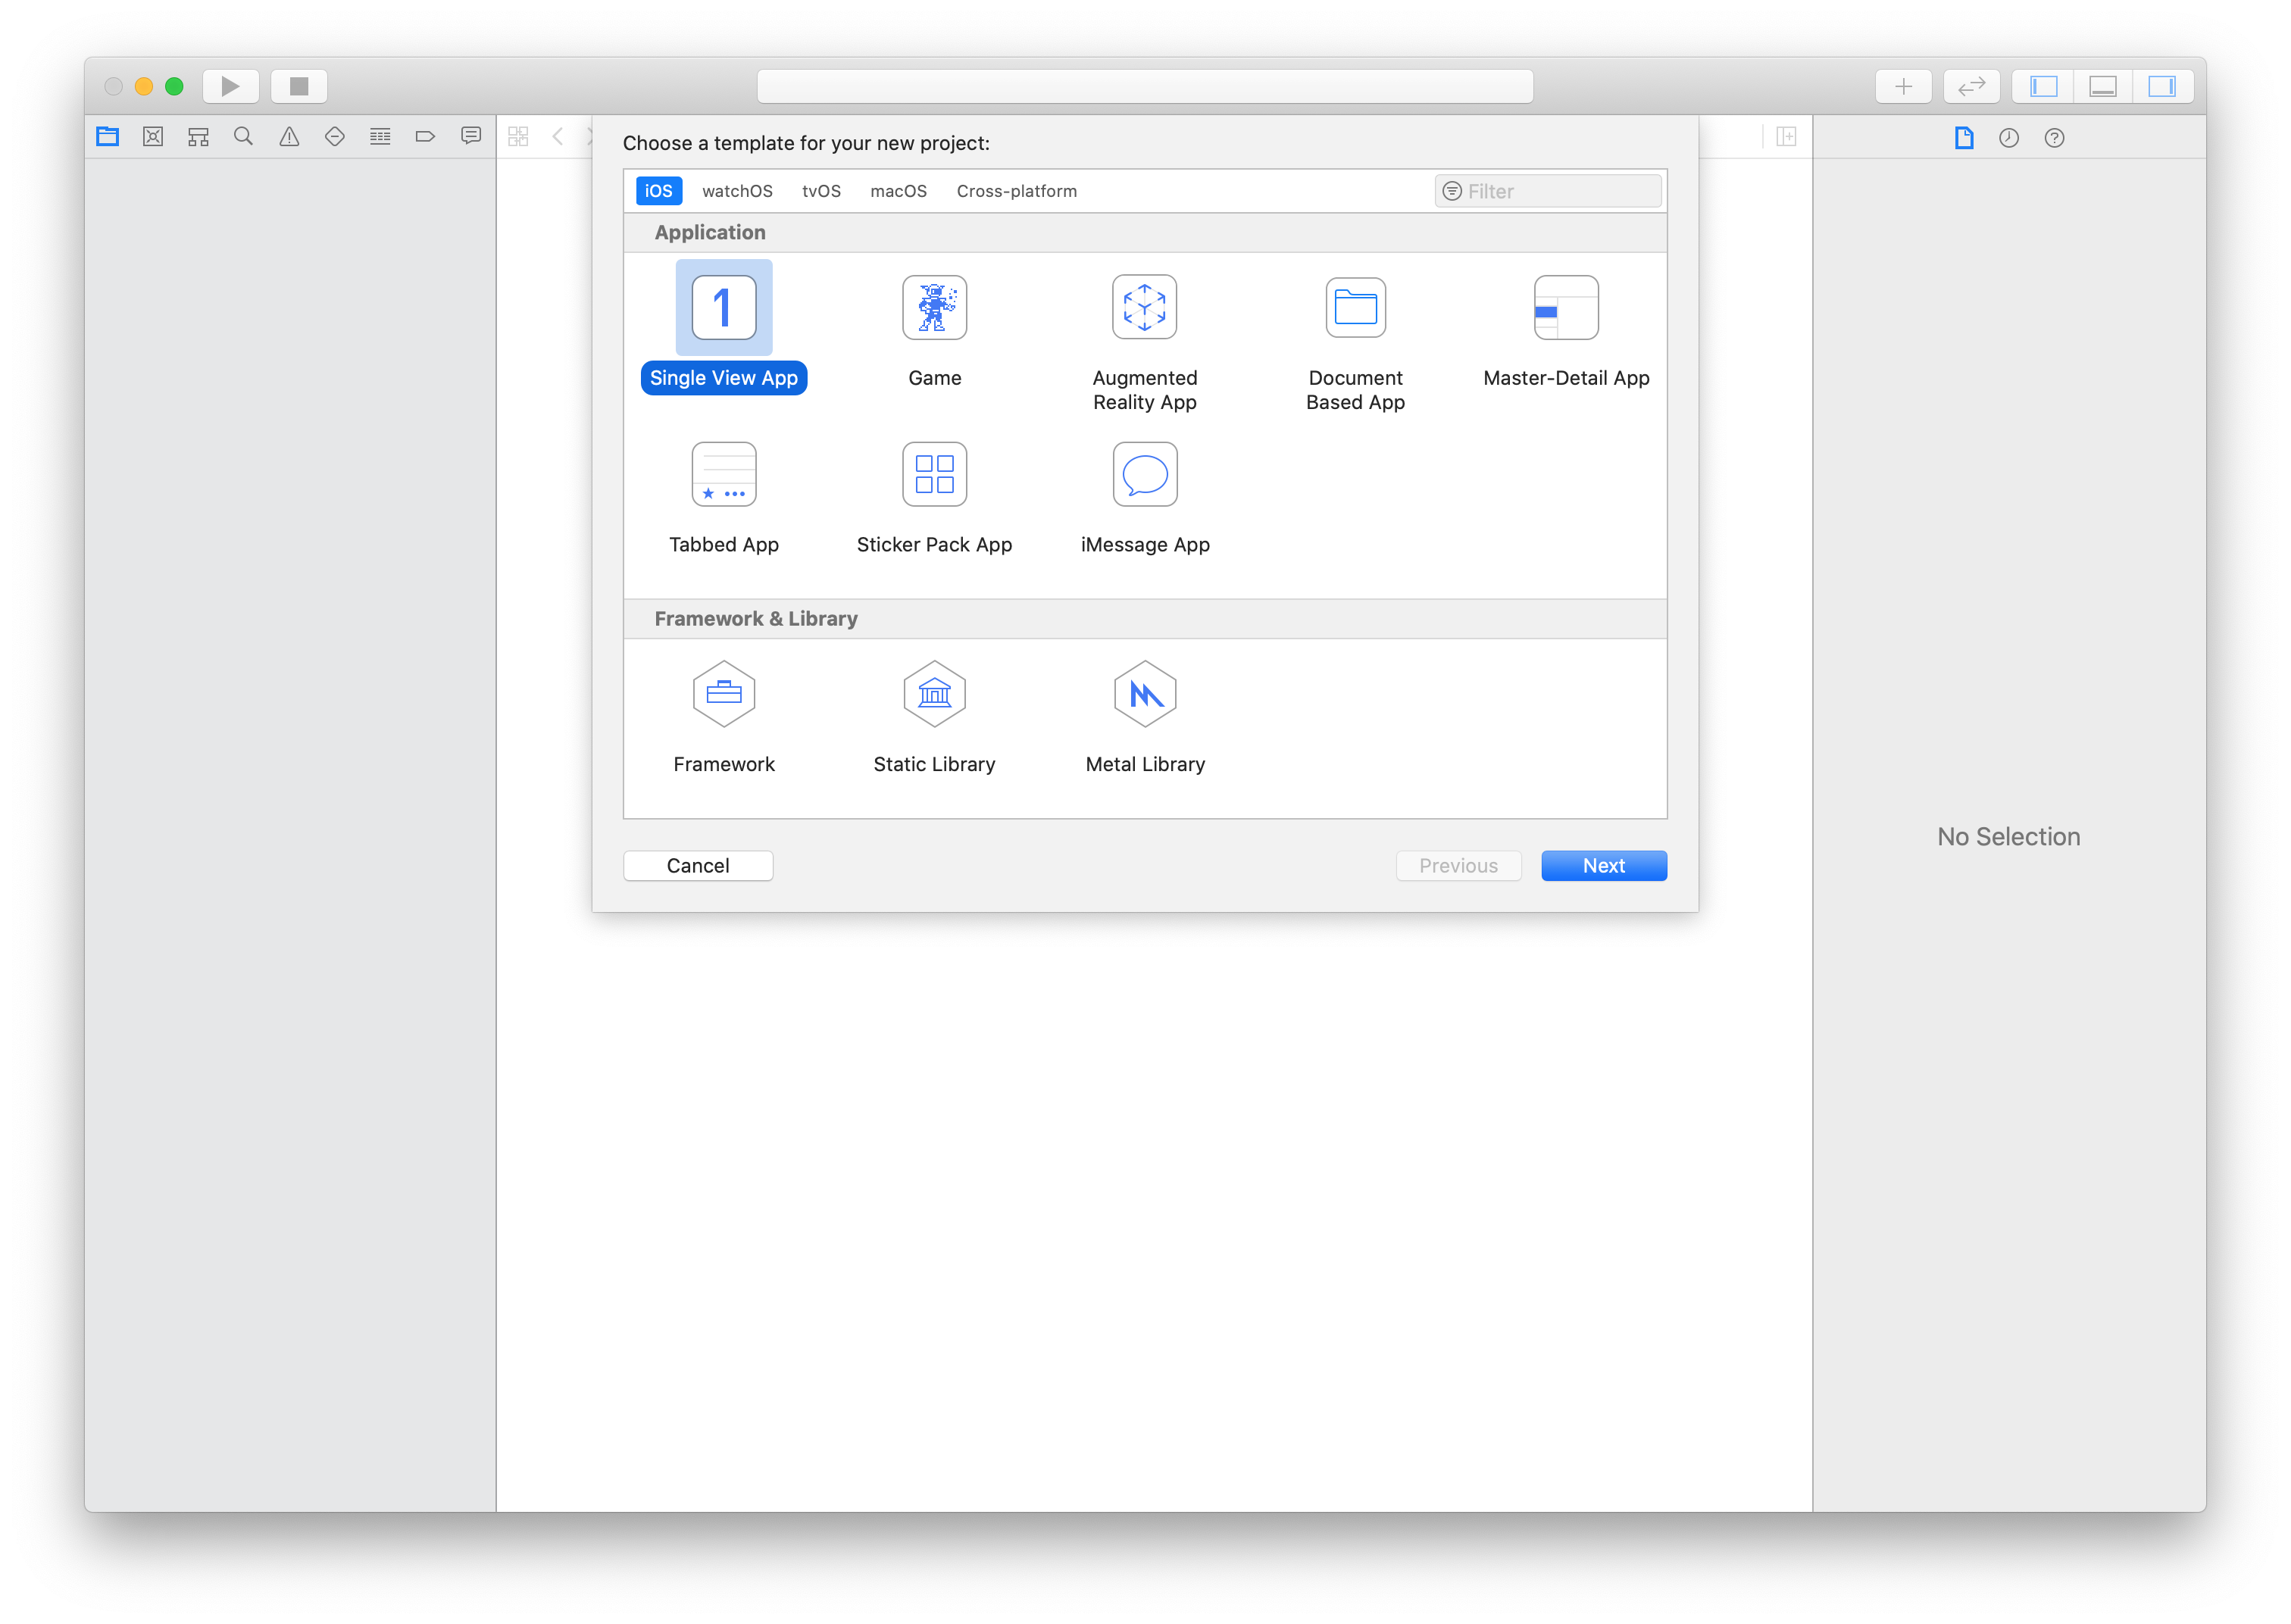 Choose a template for your new project:
iOS watchOS tvOS macOS Cross-platform Filter
Application
1
Single View App Game Augmented Reality App Document Based App Master-Detail App
Tabbed App Sticker Pack App iMessage App
Framework & Library
Framework Static Library Metal Library
No Selection
Cancel Previous Next